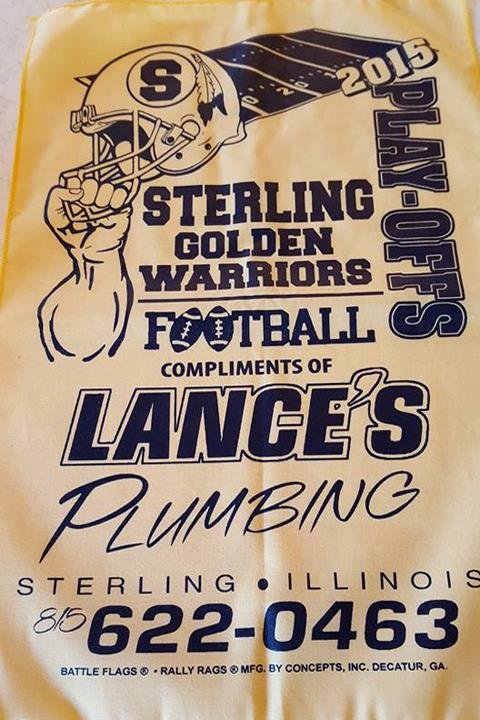 S
20
2015
PLAY-OFFS
STERLING
GOLDEN
WARRIORS
FOOTBALL
COMPLIMENTS OF
LANCE'S
PLUMBING
STERLING • ILLINOIS
815 622-0463
BATTLE FLAGS ® • RALLY RAGS ® MFG. BY CONCEPTS, INC. DECATUR, GA.